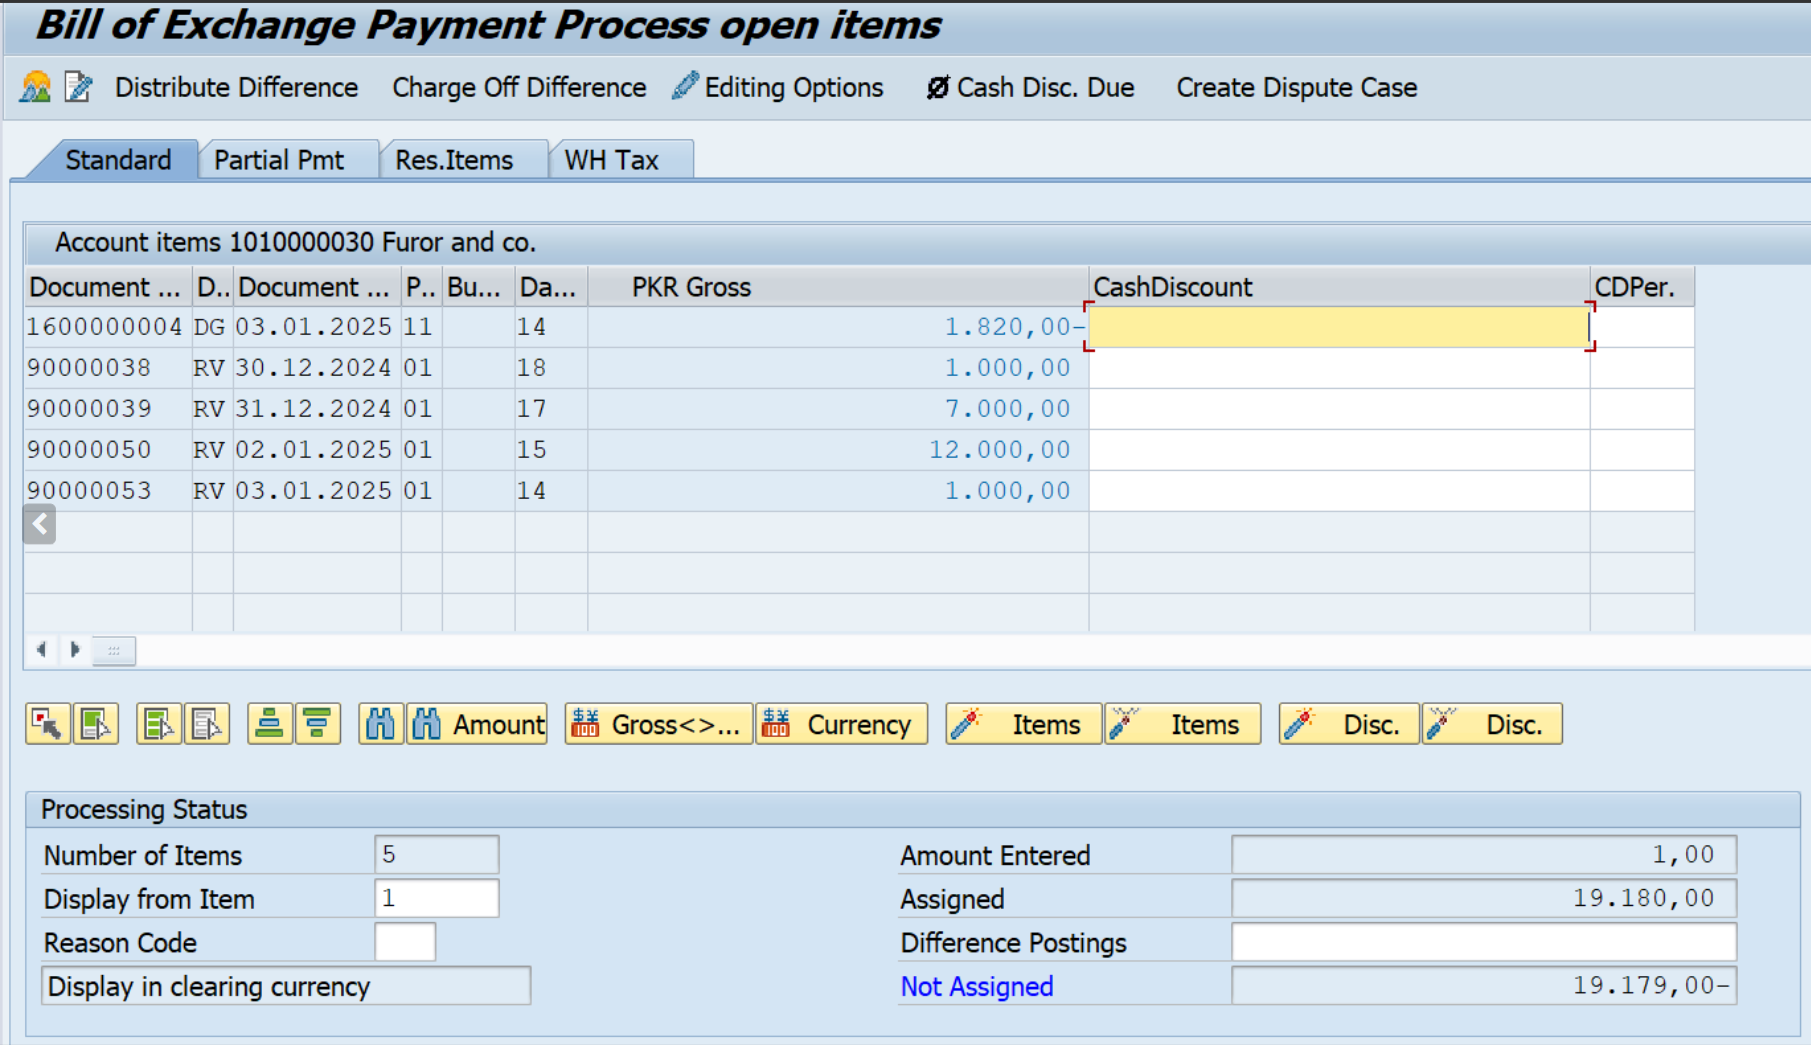 Bill of Exchange Payment Process open items
Distribute Difference Charge Off Difference Editing Options Cash Disc. Due Create Dispute Case
Standard Partial Pmt Res.Items WH Tax
Account items 1010000030 Furor and co.
Document ... D.. Document ... P.. Bu... Da... PKR Gross CashDiscount CDPer.
1600000004 DG 03.01.2025 11 14 1.820,00-
90000038 RV 30.12.2024 01 18 1.000,00
90000039 RV 31.12.2024 01 17 7.000,00
90000050 RV 02.01.2025 01 15 12.000,00
90000053 RV 03.01.2025 01 14 1.000,00
Amount Gross<>... Currency Items Items Disc. Disc.
Processing Status
Number of Items 5 Amount Entered 1,00
Display from Item 1 Assigned 19.180,00
Reason Code Difference Postings
Display in clearing currency Not Assigned 19.179,00-